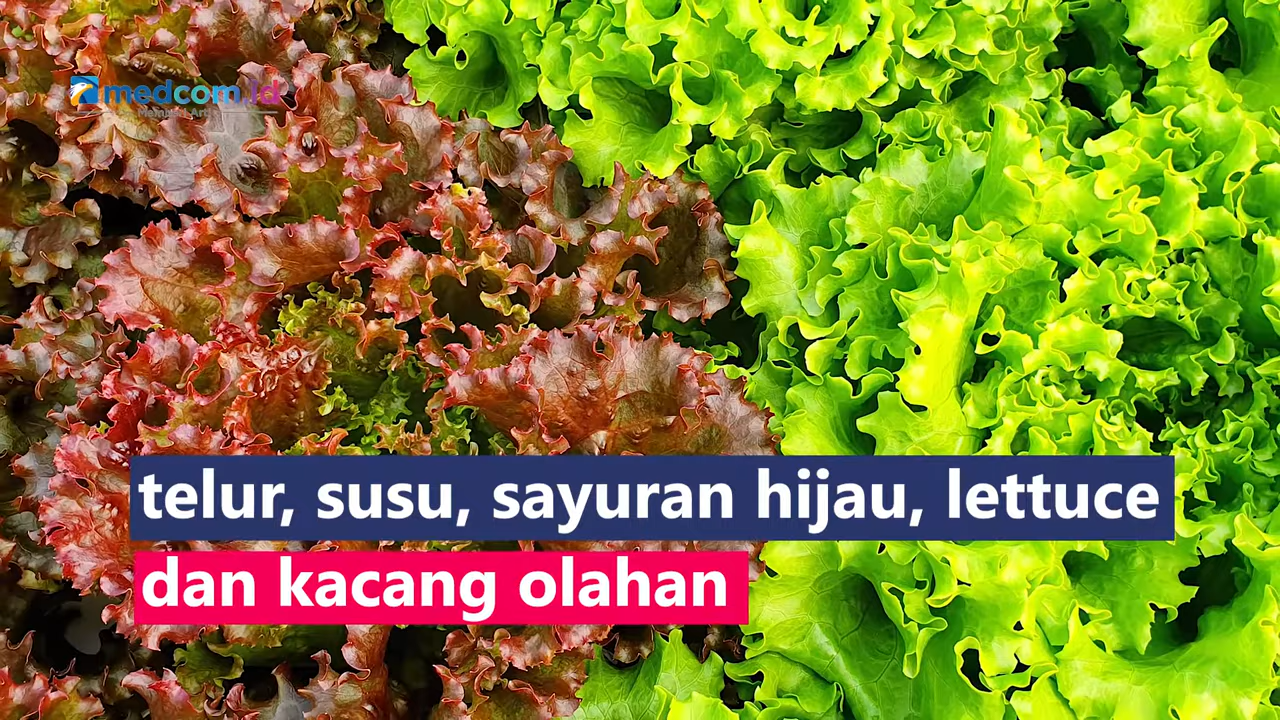 medcom.id
telur, susu, sayuran hijau, lettuce
dan kacang olahan